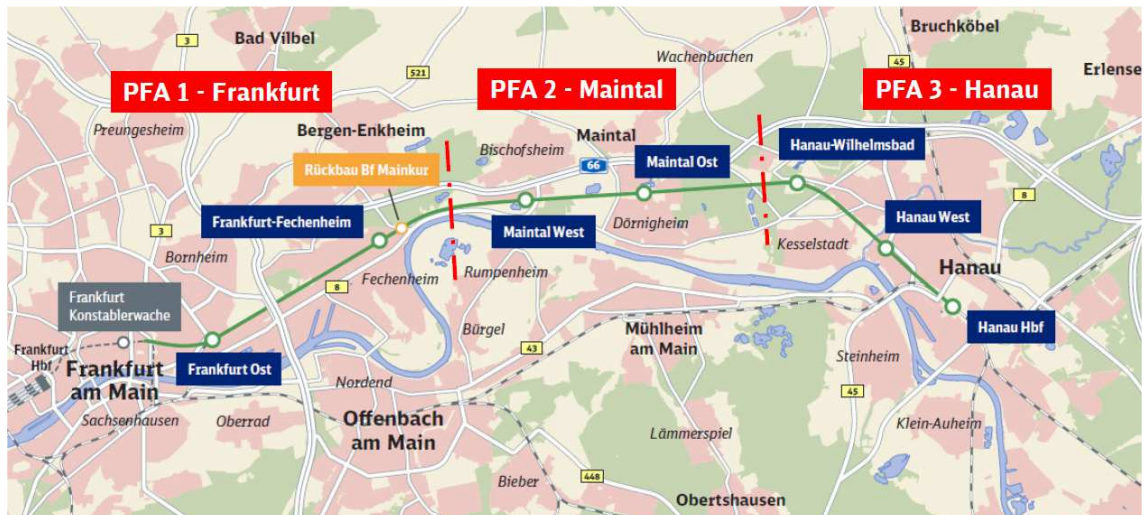 Bad Vilbel
Bruchköbel
3
45
521
Wachenbuchen
Erlense
PFA 1 - Frankfurt
PFA 2 - Maintal
PFA 3 - Hanau
Preungesheim
Bergen-Enkheim
Bischofsheim
Maintal
Hanau-Wilhelmsbad
Rückbau Bf Mainkur
66
Maintal Ost
8
Frankfurt-Fechenheim
Maintal West
Dörnigheim
Hanau West
3
Bornheim
Kesselstadt
Fechenheim
Rumpenheim
Hanau
8
Frankfurt
Konstablerwache
Bürgel
Mühlheim
am Main
Hanau Hbf
Frankfurt
Hbf
43
Steinheim
Frankfurt
am Main
Frankfurt Ost
Nordend
45
Sachsenhausen
Oberrad
Offenbach
am Main
Lämmerspiel
Klein-Auheim
Bieber
448
Obertshausen